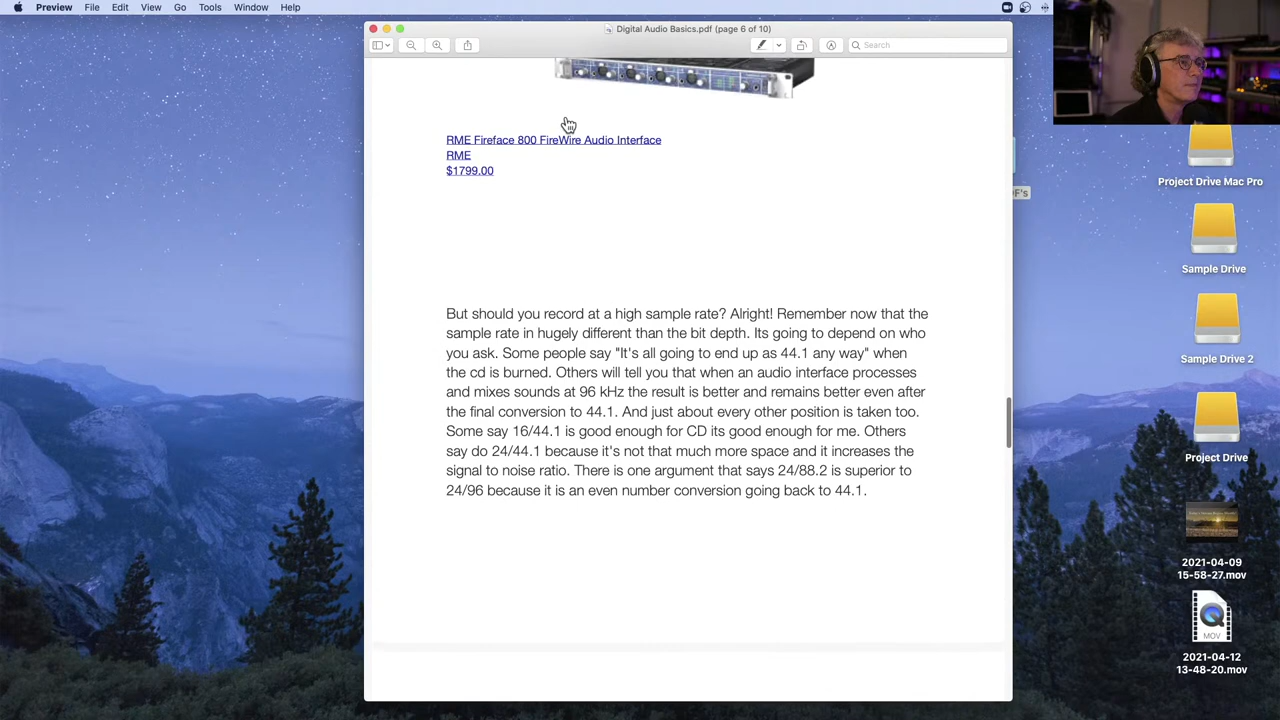 Preview File Edit View Go Tools Window Help
Digital Audio Basics.pdf (page 6 of 10)
Search
RME Fireface 800 FireWire Audio Interface
RME
$1799.00
But should you record at a high sample rate? Alright! Remember now that the
sample rate in hugely different than the bit depth. Its going to depend on who
you ask. Some people say "It's all going to end up as 44.1 any way" when
the cd is burned. Others will tell you that when an audio interface processes
and mixes sounds at 96 kHz the result is better and remains better even after
the final conversion to 44.1. And just about every other position is taken too.
Some say 16/44.1 is good enough for CD its good enough for me. Others
say do 24/44.1 because it's not that much more space and it increases the
signal to noise ratio. There is one argument that says 24/88.2 is superior to
24/96 because it is an even number conversion going back to 44.1.
DF's
Project Drive Mac Pro
Sample Drive
Sample Drive 2
Project Drive
2021-04-09
15-58-27.mov
MOV
2021-04-12
13-48-20.mov